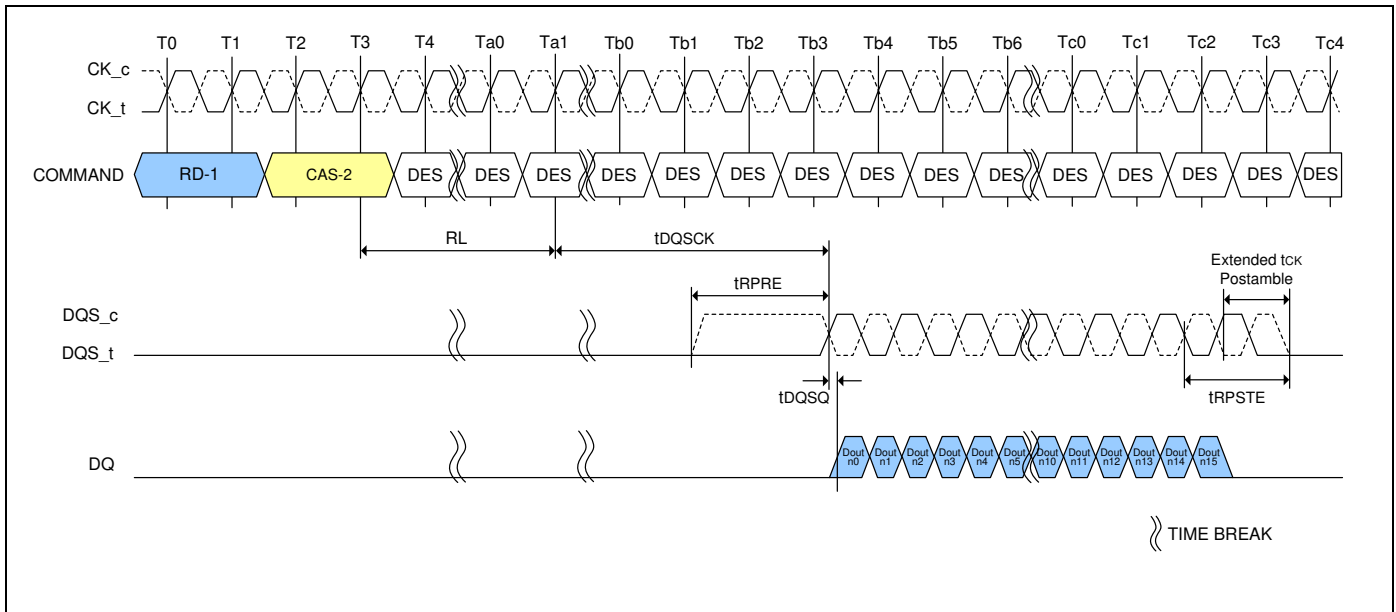 T0 T1 T2 T3 T4 Ta0 Ta1 Tb0 Tb1 Tb2 Tb3 Tb4 Tb5 Tb6 Tc0 Tc1 Tc2 Tc3 Tc4
CK_c
CK_t
COMMAND RD-1 CAS-2 DES DES DES DES DES DES DES DES DES DES DES DES DES DES DES
RL tDQSCK
Extended tCK
Postamble
tRPRE
DQS_c
DQS_t
tDQSQ tRPSTE
DQ
Dout Dout Dout Dout Dout Dout Dout Dout Dout Dout Dout Dout
n0 n1 n2 n3 n4 n5 n10 n11 n12 n13 n14 n15
TIME BREAK